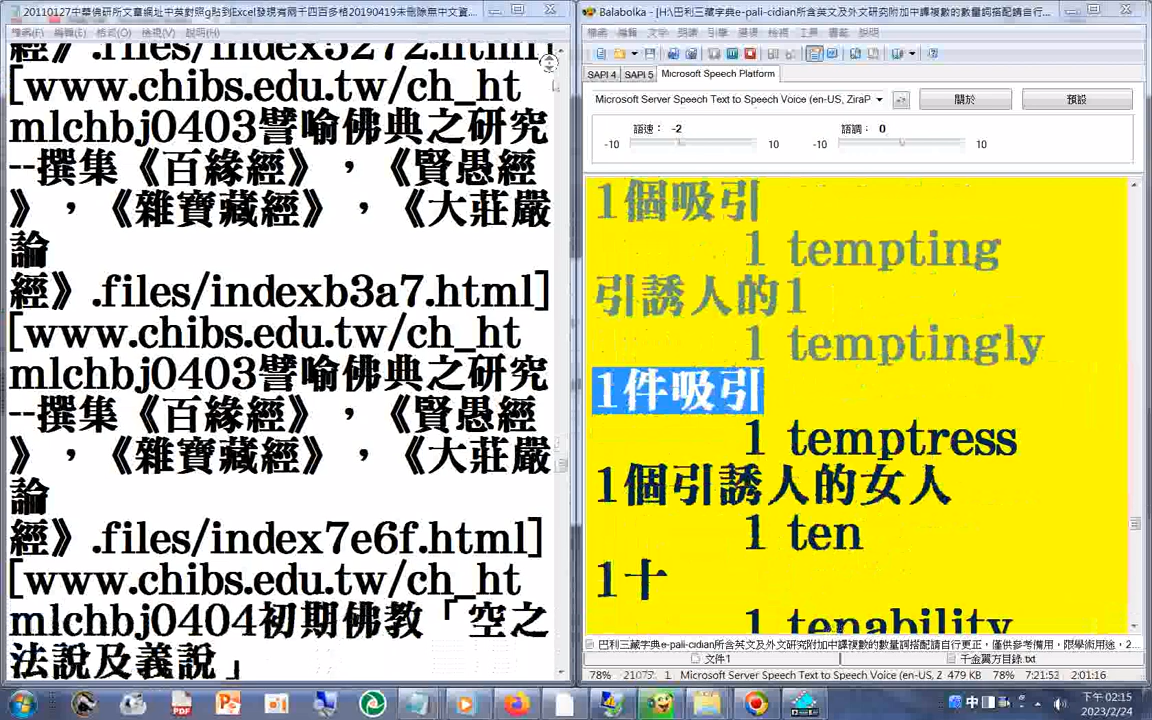 20110127中華佛研所文章網址中英對照g貼到Excel發現有兩千四百多格20190419未刪除無中文資...
檔案(F) 編輯(E) 格式(O) 檢視(V) 說明(H)
經》.files/index5272.html]
[www.chibs.edu.tw/ch_ht
mlchbj0403譬喻佛典之研究
--撰集《百緣經》，《賢愚經
》，《雜寶藏經》，《大莊嚴
論
經》.files/indexb3a7.html]
[www.chibs.edu.tw/ch_ht
mlchbj0403譬喻佛典之研究
--撰集《百緣經》，《賢愚經
》，《雜寶藏經》，《大莊嚴
論
經》.files/index7e6f.html]
[www.chibs.edu.tw/ch_ht
mlchbj0404初期佛教「空之
法說及義說」
Balabolka - [H:\巴利三藏字典e-pali-cidian所含英文及外文研究附加中譯複數的數量詞搭配請自行更正,...
檔案 編輯 文字 朗讀 引擎 選項 檢視 工具 書籤 說明
SAPI 4 SAPI 5 Microsoft Speech Platform
Microsoft Server Speech Text to Speech Voice (en-US, ZiraP
關於
預設
語速： -2 語調： 0
-10 10 -10 10
1個吸引
1 tempting
引誘人的1
1 temptingly
1件吸引
1 temptress
1個引誘人的女人
1 ten
1十
1 tenability
巴利三藏字典e-pali-cidian所含英文及外文研究附加中譯複數的數量詞搭配請自行更正，僅供參考備用，限學術用途，2...
文件1 千金翼方目錄.txt
78% 21075: 1 Microsoft Server Speech Text to Speech Voice (en-US, Z 479 KB 78% 7:21:53 2:01:16
中
下午 02:15
2023/2/24